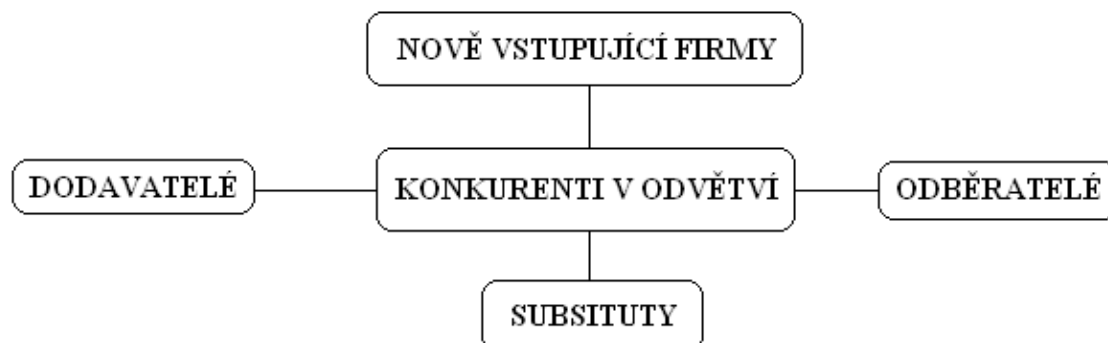 NOVĚ VSTUPUJÍCÍ FIRMY
DODAVATELÉ
KONKURENTI V ODVĚTVÍ
ODBĚRATELÉ
SUBSITUTY